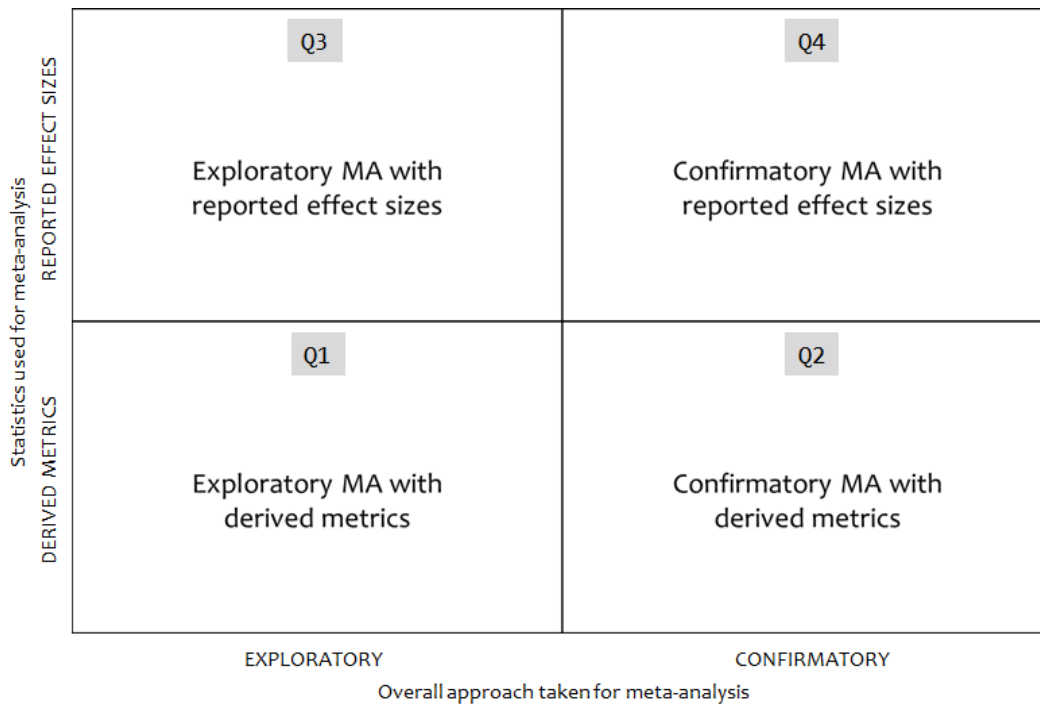 Q3
Q4
Exploratory MA with
reported effect sizes
Confirmatory MA with
reported effect sizes
Q1
Q2
Exploratory MA with
derived metrics
Confirmatory MA with
derived metrics
Statistics used for meta-analysis
REPORTED EFFECT SIZES
DERIVED METRICS
EXPLORATORY
CONFIRMATORY
Overall approach taken for meta-analysis